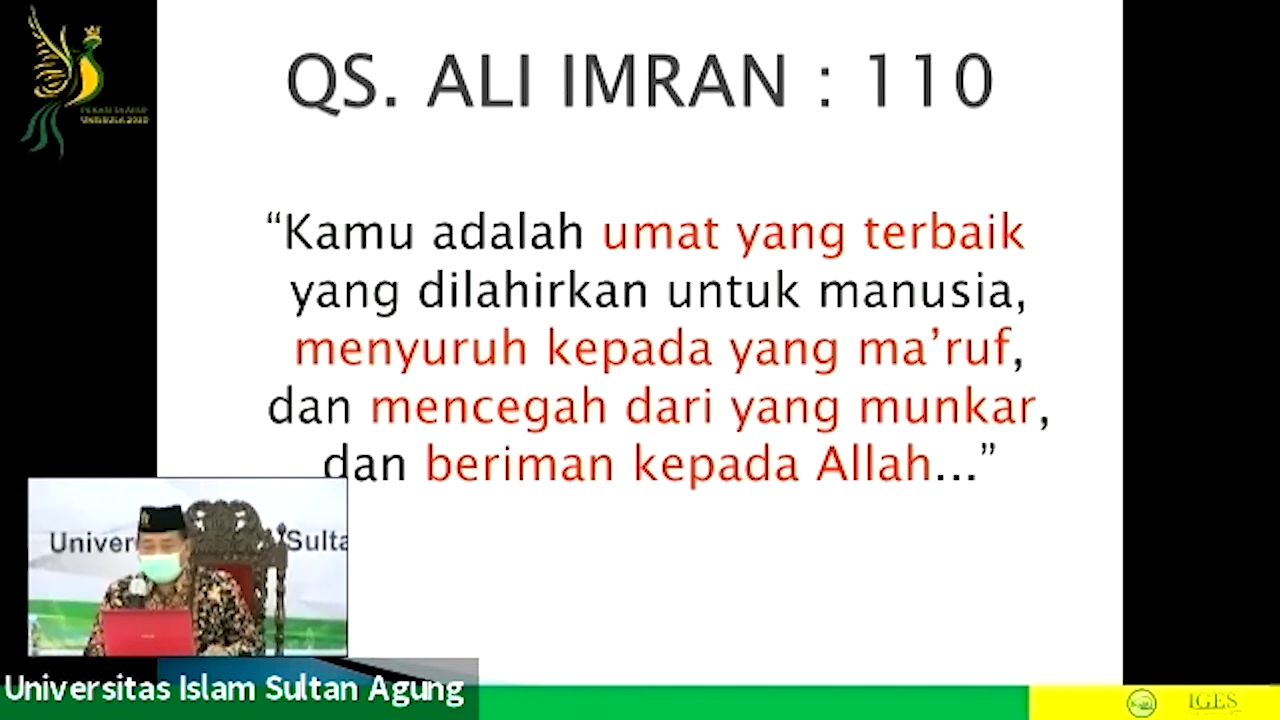 QS. ALI IMRAN : 110
“Kamu adalah umat yang terbaik
yang dilahirkan untuk manusia,
menyuruh kepada yang ma’ruf,
dan mencegah dari yang munkar,
dan beriman kepada Allah...”
Univer
Sulta
Universitas Islam Sultan Agung
IGES